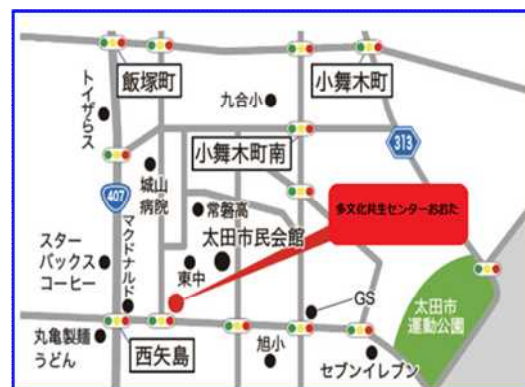 飯塚町
小舞木町
トイザらス
九合小
小舞木町南
313
407
城山
病院
常磐高
多文化共生センターおおた
マクドナルド
太田市民会館
スター
バックス
コーヒー
東中
GS
太田市
運動公園
丸亀製麺
うどん
西矢島
旭小
セブンイレブン